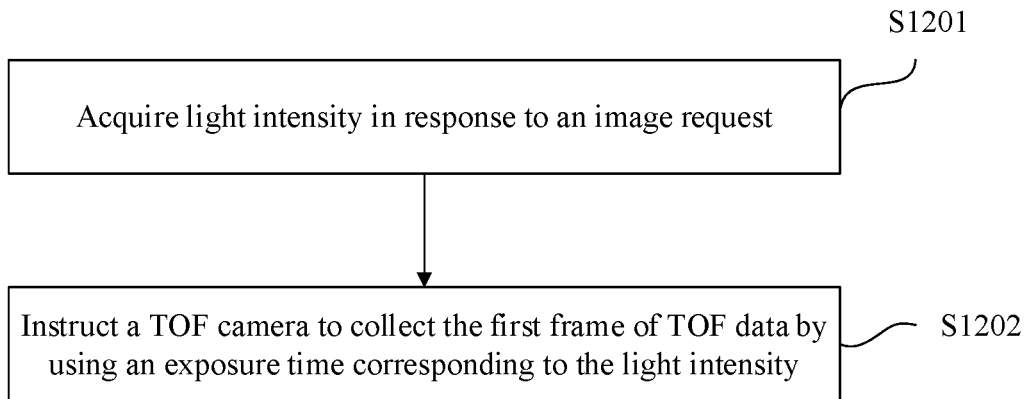 S1201
Acquire light intensity in response to an image request
Instruct a TOF camera to collect the first frame of TOF data by
using an exposure time corresponding to the light intensity
S1202